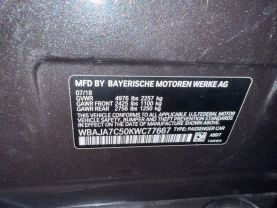 MFD BY BAYERISCHE MOTOREN WERKE AG
07/18
GVWR 4976 lbs 2257 kg
GAWR FRONT 2425 lbs 1100 kg
GAWR REAR 2756 lbs 1250 kg
THIS VEHICLE CONFORMS TO ALL APPLICABLE U.S. FEDERAL MOTOR
VEHICLE SAFETY, BUMPER AND THEFT PREVENTION STANDARDS IN
EFFECT ON THE DATE OF MANUFACTURE SHOWN ABOVE
WBAJA7C50KWC77667 TYPE: PASSENGER CAR